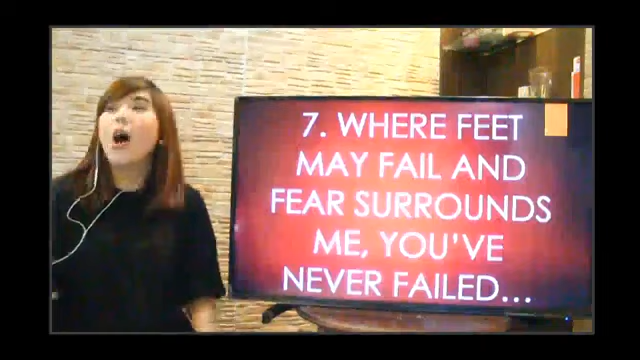 7. WHERE FEET
MAY FAIL AND
FEAR SURROUNDS
ME, YOU'VE
NEVER FAILED...